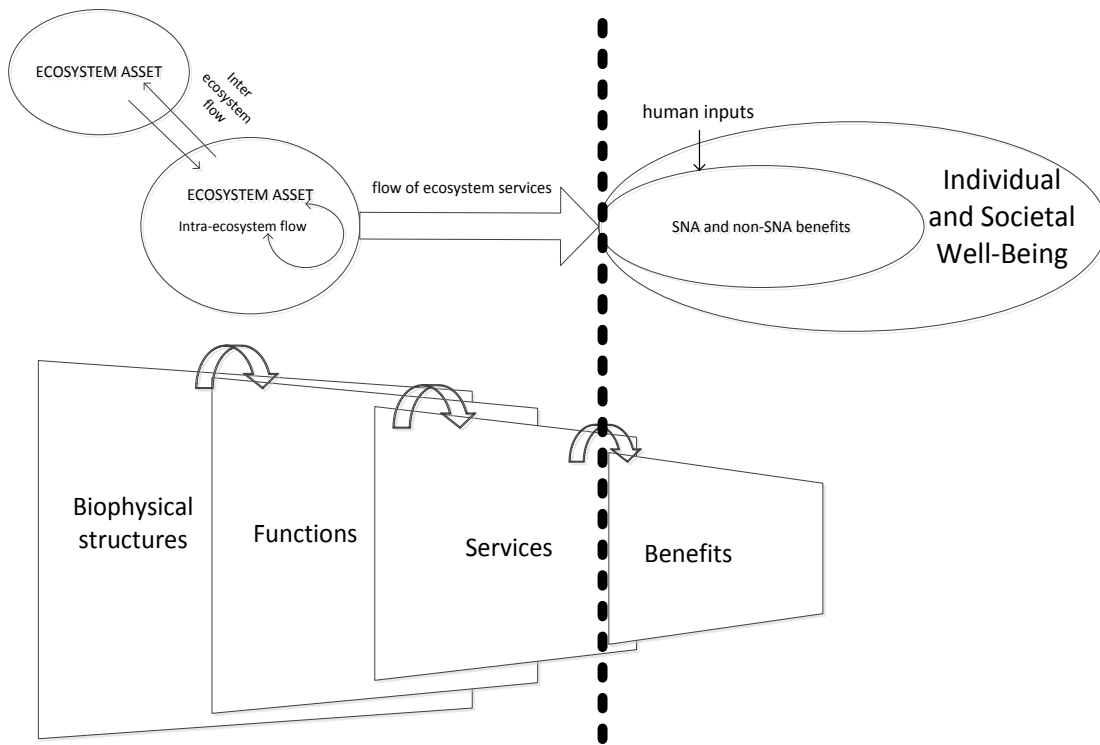 ECOSYSTEM ASSET
Inter
ecosystem
flow
human inputs
ECOSYSTEM ASSET
flow of ecosystem services
Intra-ecosystem flow
SNA and non-SNA benefits
Individual
and Societal
Well-Being
Biophysical
structures
Functions
Services
Benefits